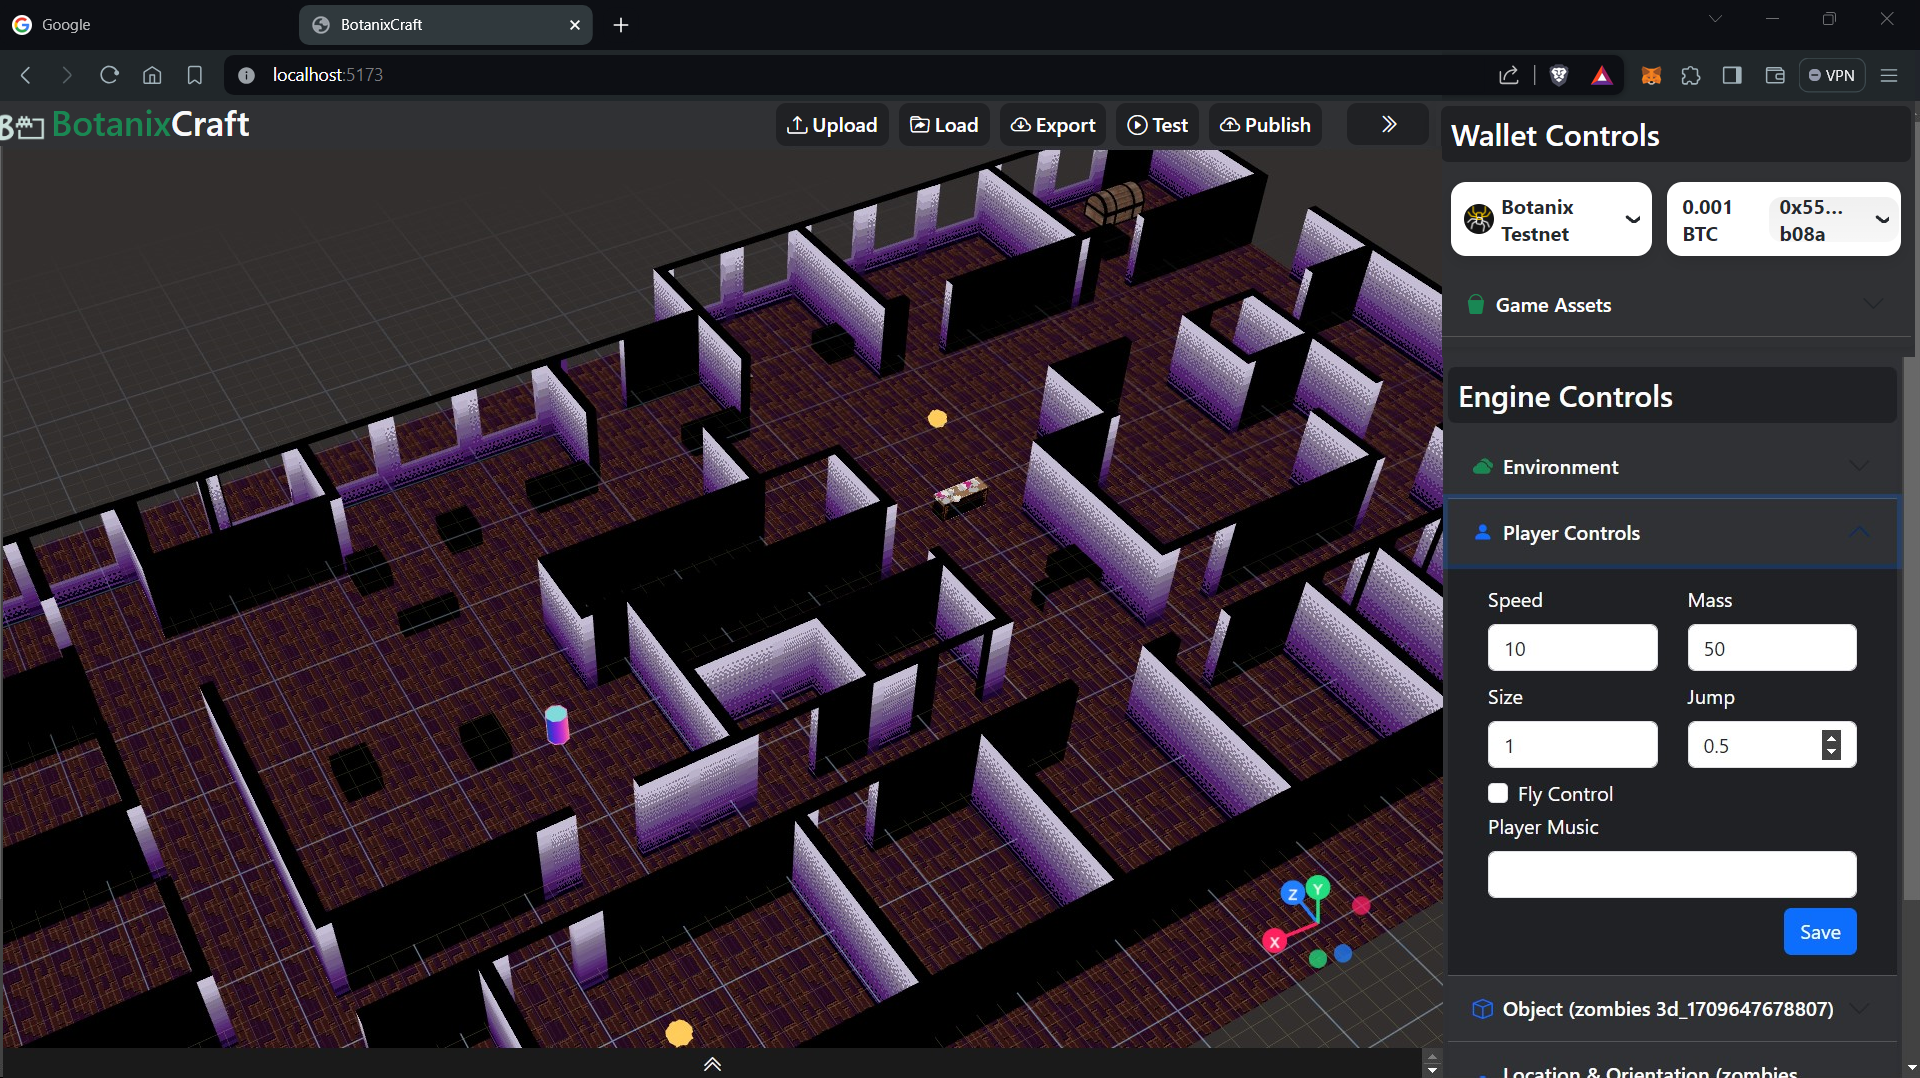 Google
BotanixCraft
localhost:5173
VPN
BotanixCraft
Upload
Load
Export
Test
Publish
Wallet Controls
Botanix
Testnet
0.001
BTC
0x55...
b08a
Game Assets
Engine Controls
Environment
Player Controls
Speed
Mass
10
50
Size
Jump
1
0.5
Fly Control
Player Music
Z
Y
X
Save
Object (zombies 3d_1709647678807)
Location & Orientation (zombies